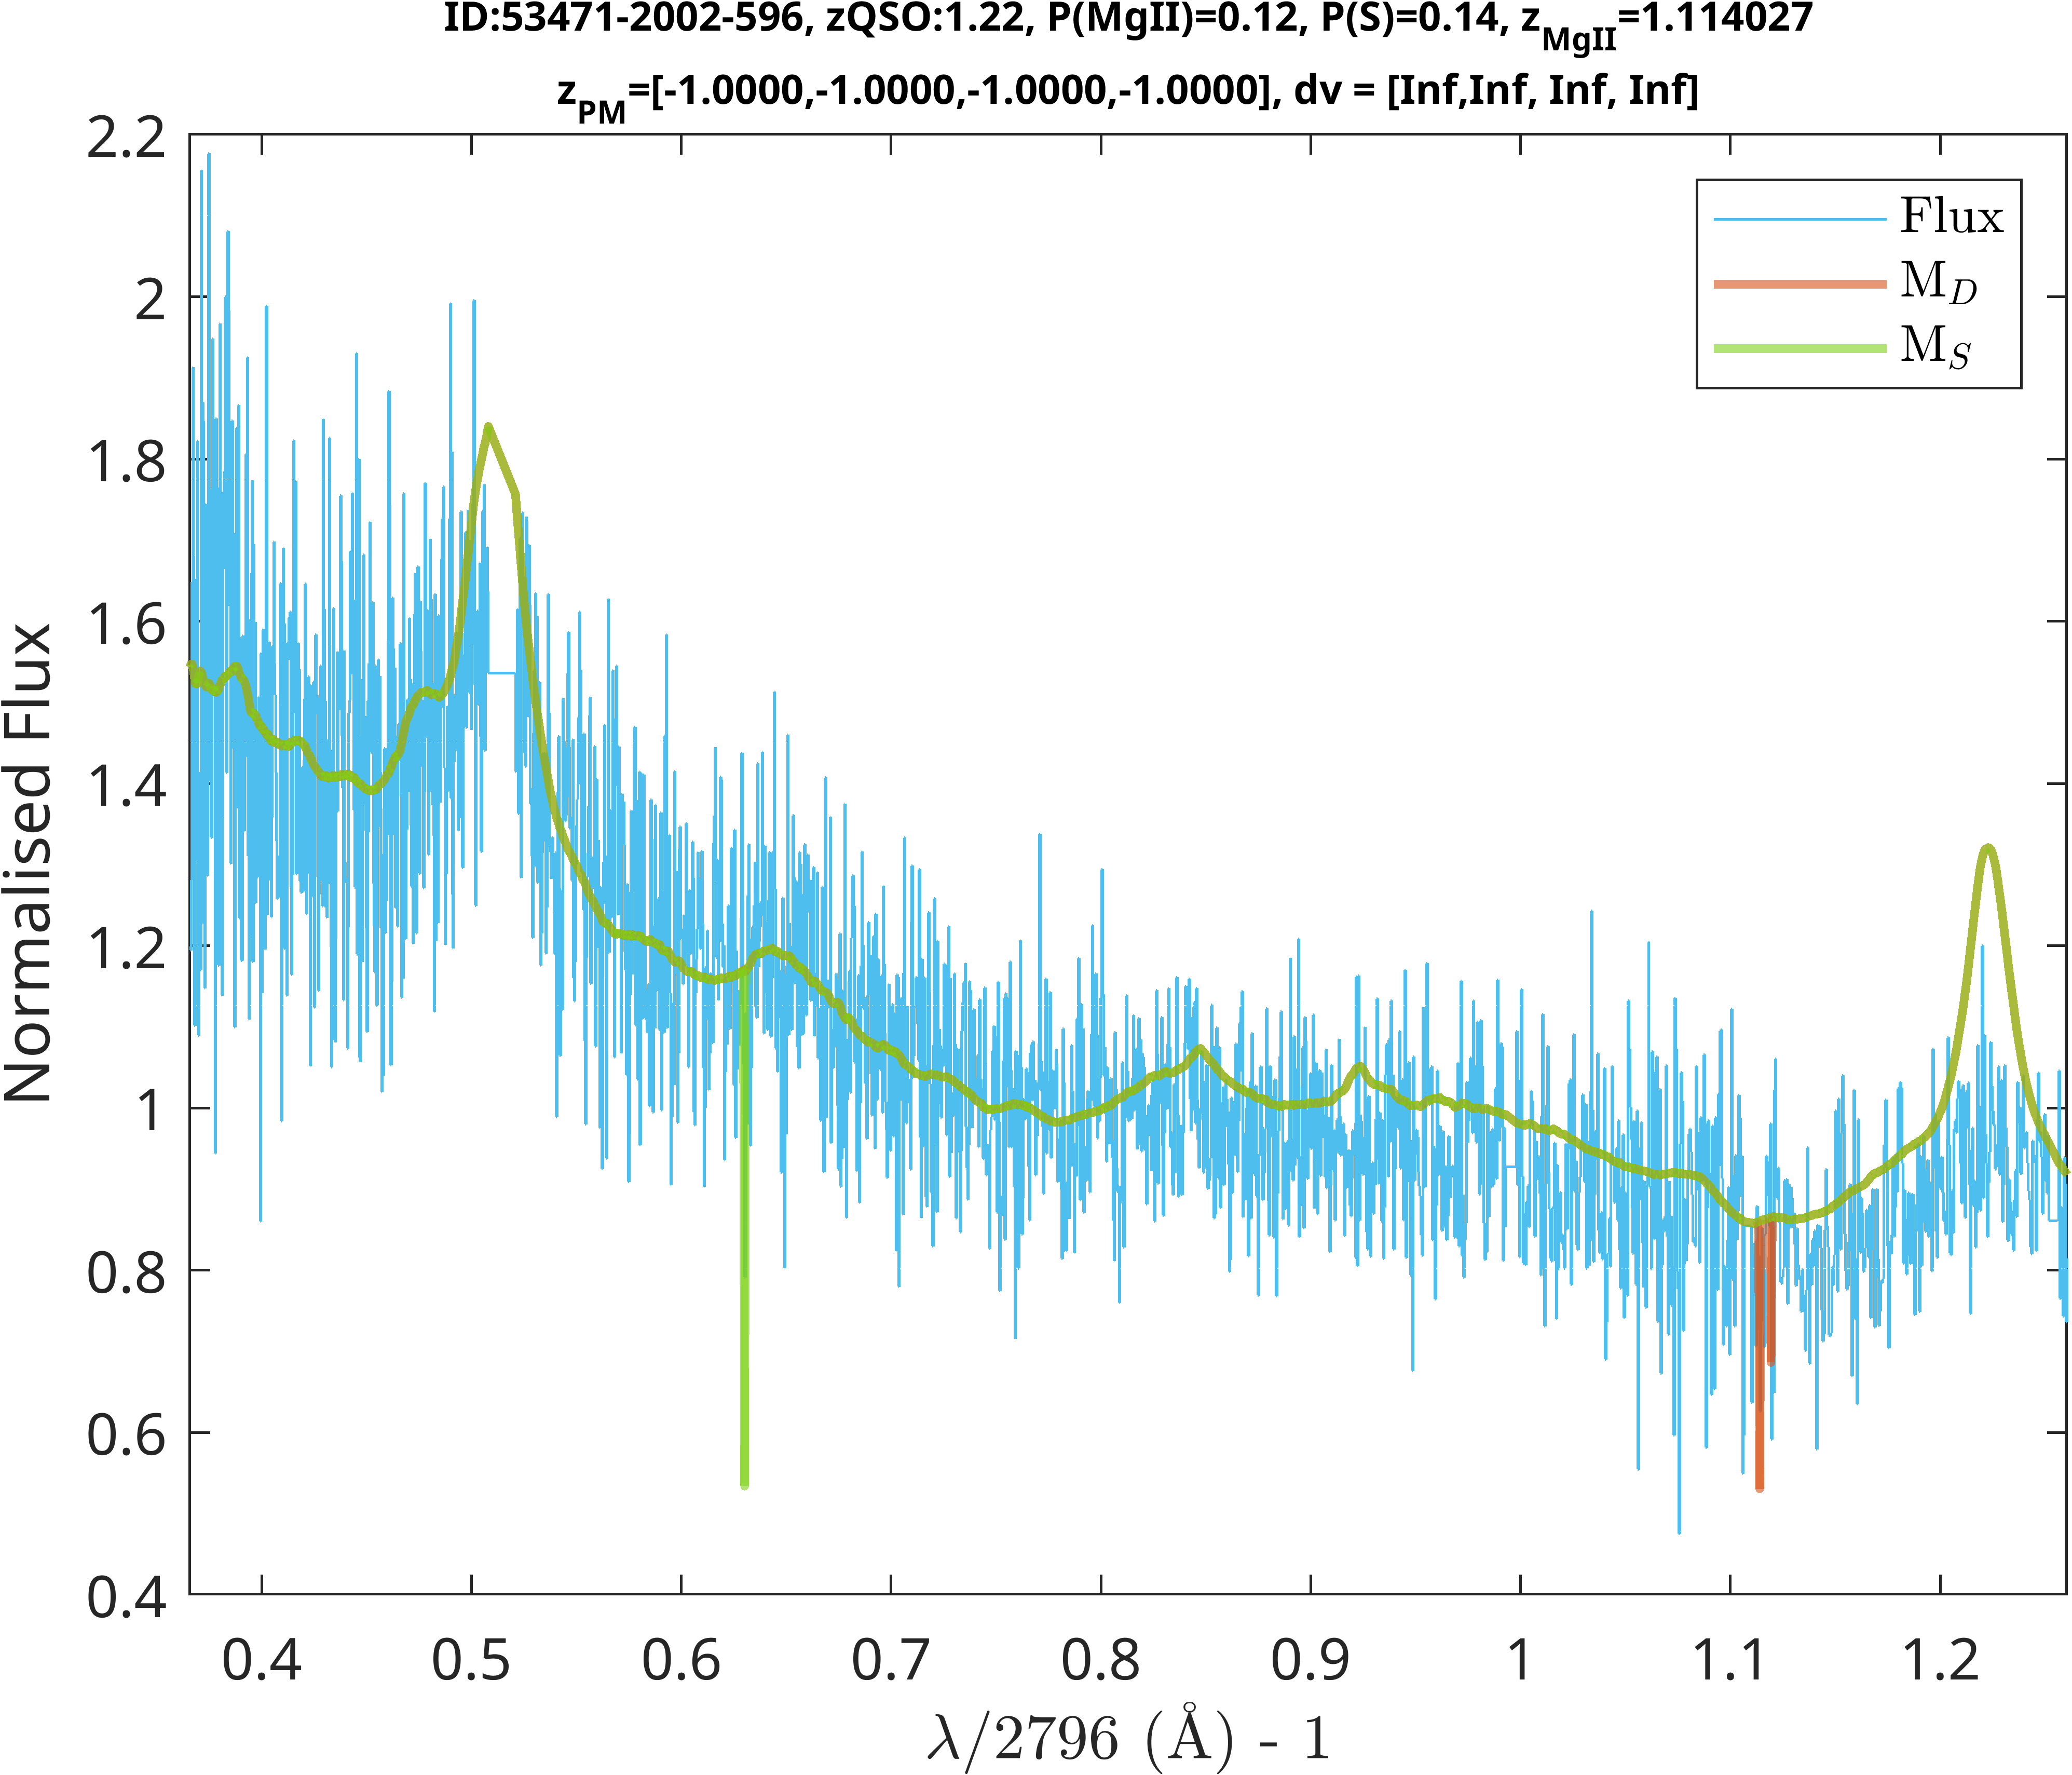 ID:53471-2002-596, zQSO:1.22, P(MgII)=0.12, P(S)=0.14, zMgII=1.114027
zPM=[-1.0000,-1.0000,-1.0000,-1.0000], dv = [Inf,Inf, Inf, Inf]
2.2
2
1.8
1.6
1.4
1.2
1
0.8
0.6
0.4
Normalised Flux
Flux
MD
MS
0.4 0.5 0.6 0.7 0.8 0.9 1 1.1 1.2
λ/2796 (Å) - 1